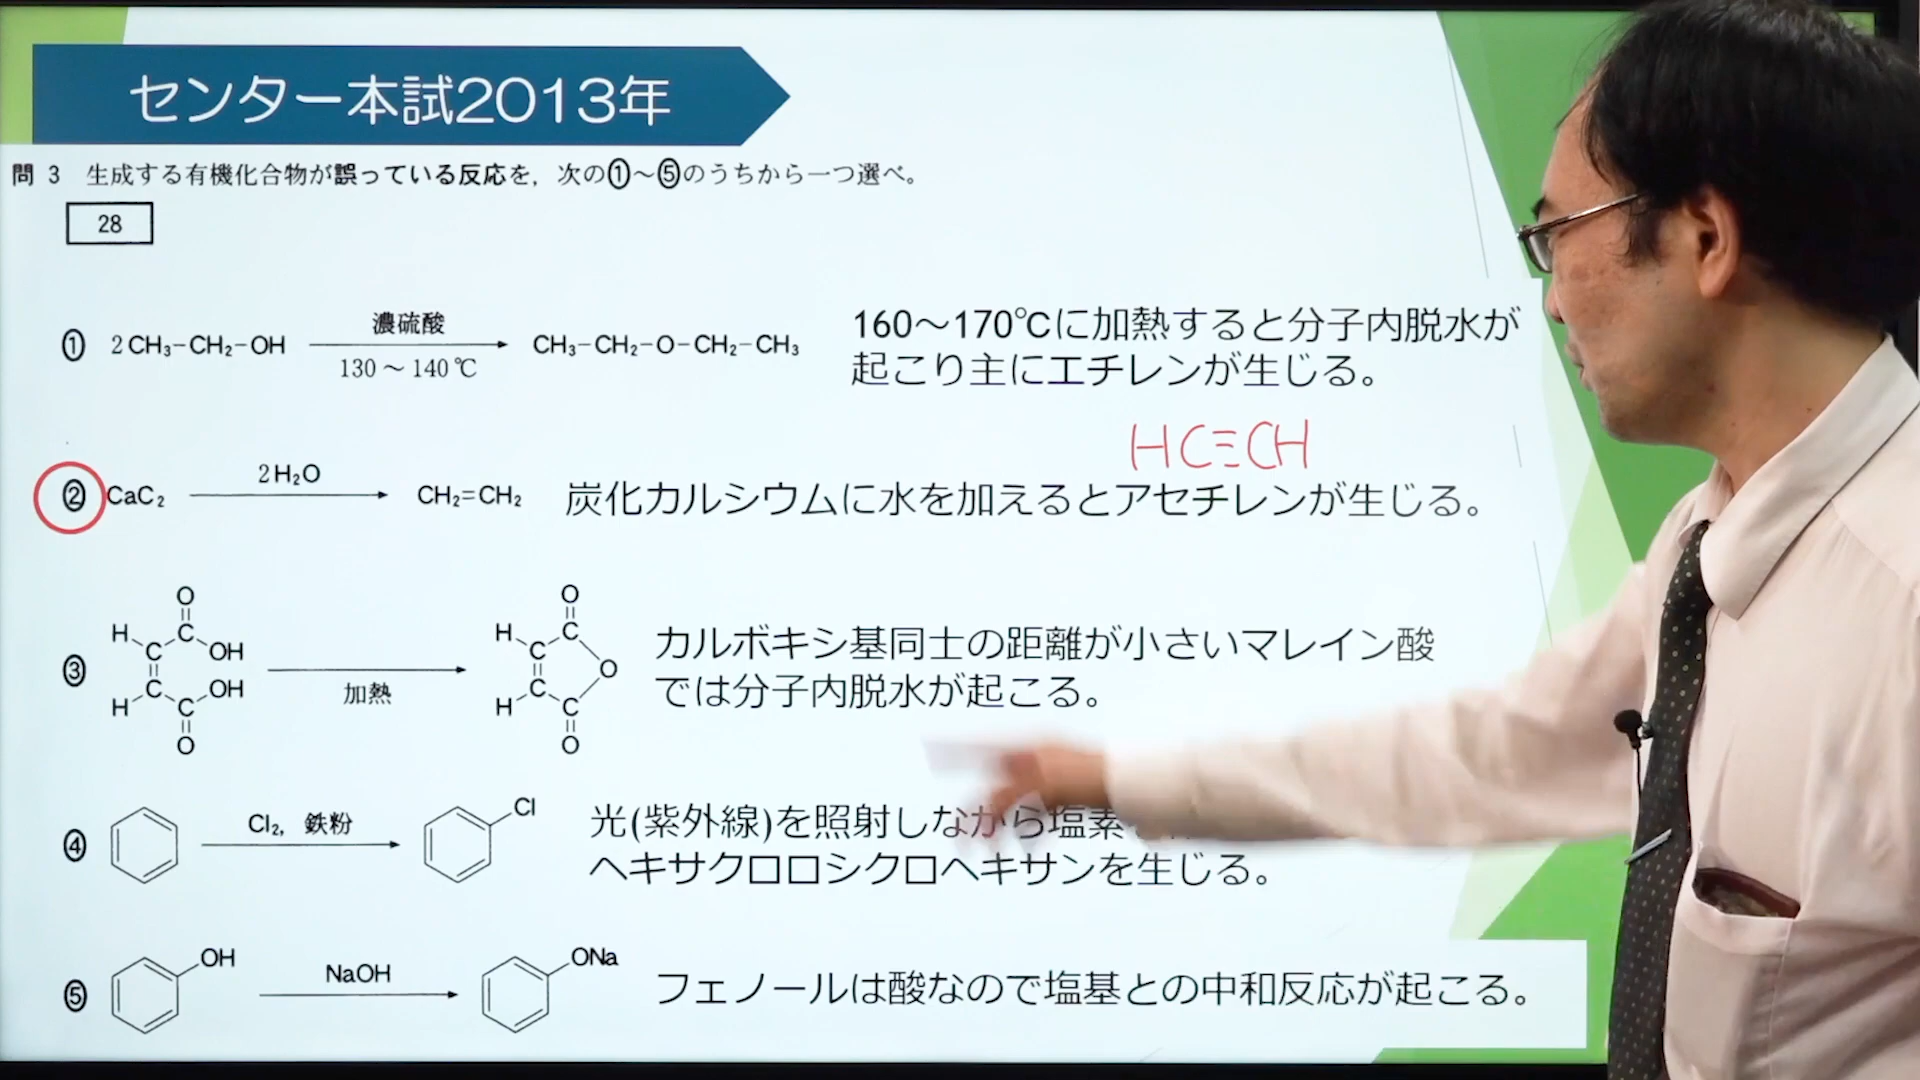 センター本試2013年
問 3 生成する有機化合物が誤っている反応を，次の①～⑤のうちから一つ選べ。
28
① 2CH₃−CH₂−OH 濃硫酸 130 ～ 140 ℃ CH₃−CH₂−O−CH₂−CH₃
160～170℃に加熱すると分子内脱水が
起こり主にエチレンが生じる。
HC≡CH
② CaC₂ 2H₂O CH₂=CH₂ 炭化カルシウムに水を加えるとアセチレンが生じる。
③ H H C C C C O O OH OH 加熱 H H C C C C O O O
カルボキシ基同士の距離が小さいマレイン酸
では分子内脱水が起こる。
④ Cl₂，鉄粉 Cl
光(紫外線)を照射しながら塩素
ヘキサクロロシクロヘキサンを生じる。
⑤ OH NaOH ONa フェノールは酸なので塩基との中和反応が起こる。